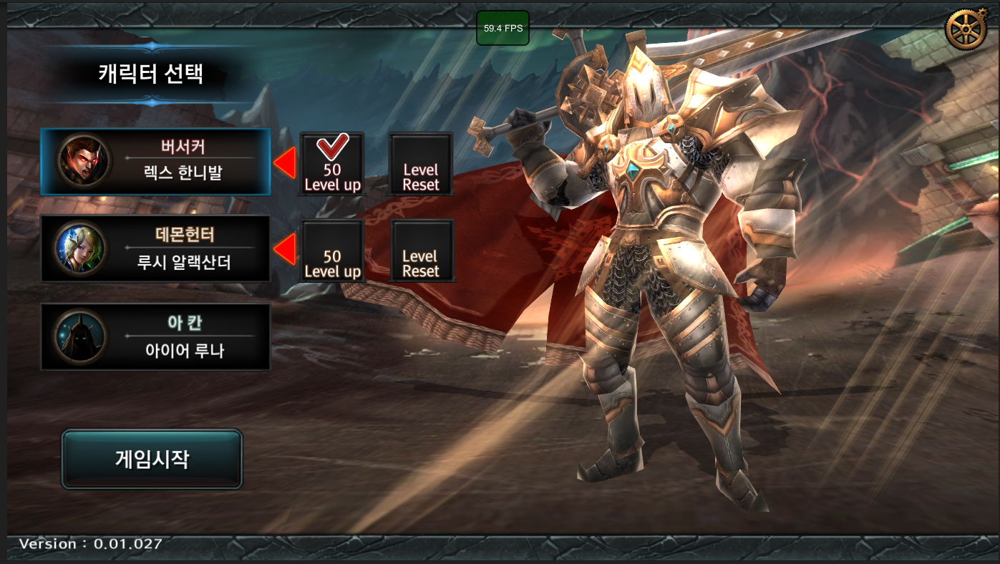 59.4 FPS
캐릭터 선택
버서커
렉스 한니발
50
Level up
Level
Reset
데몬헌터
루시 알랙산더
50
Level up
Level
Reset
아 칸
아이어 루나
게임시작
Version : 0.01.027